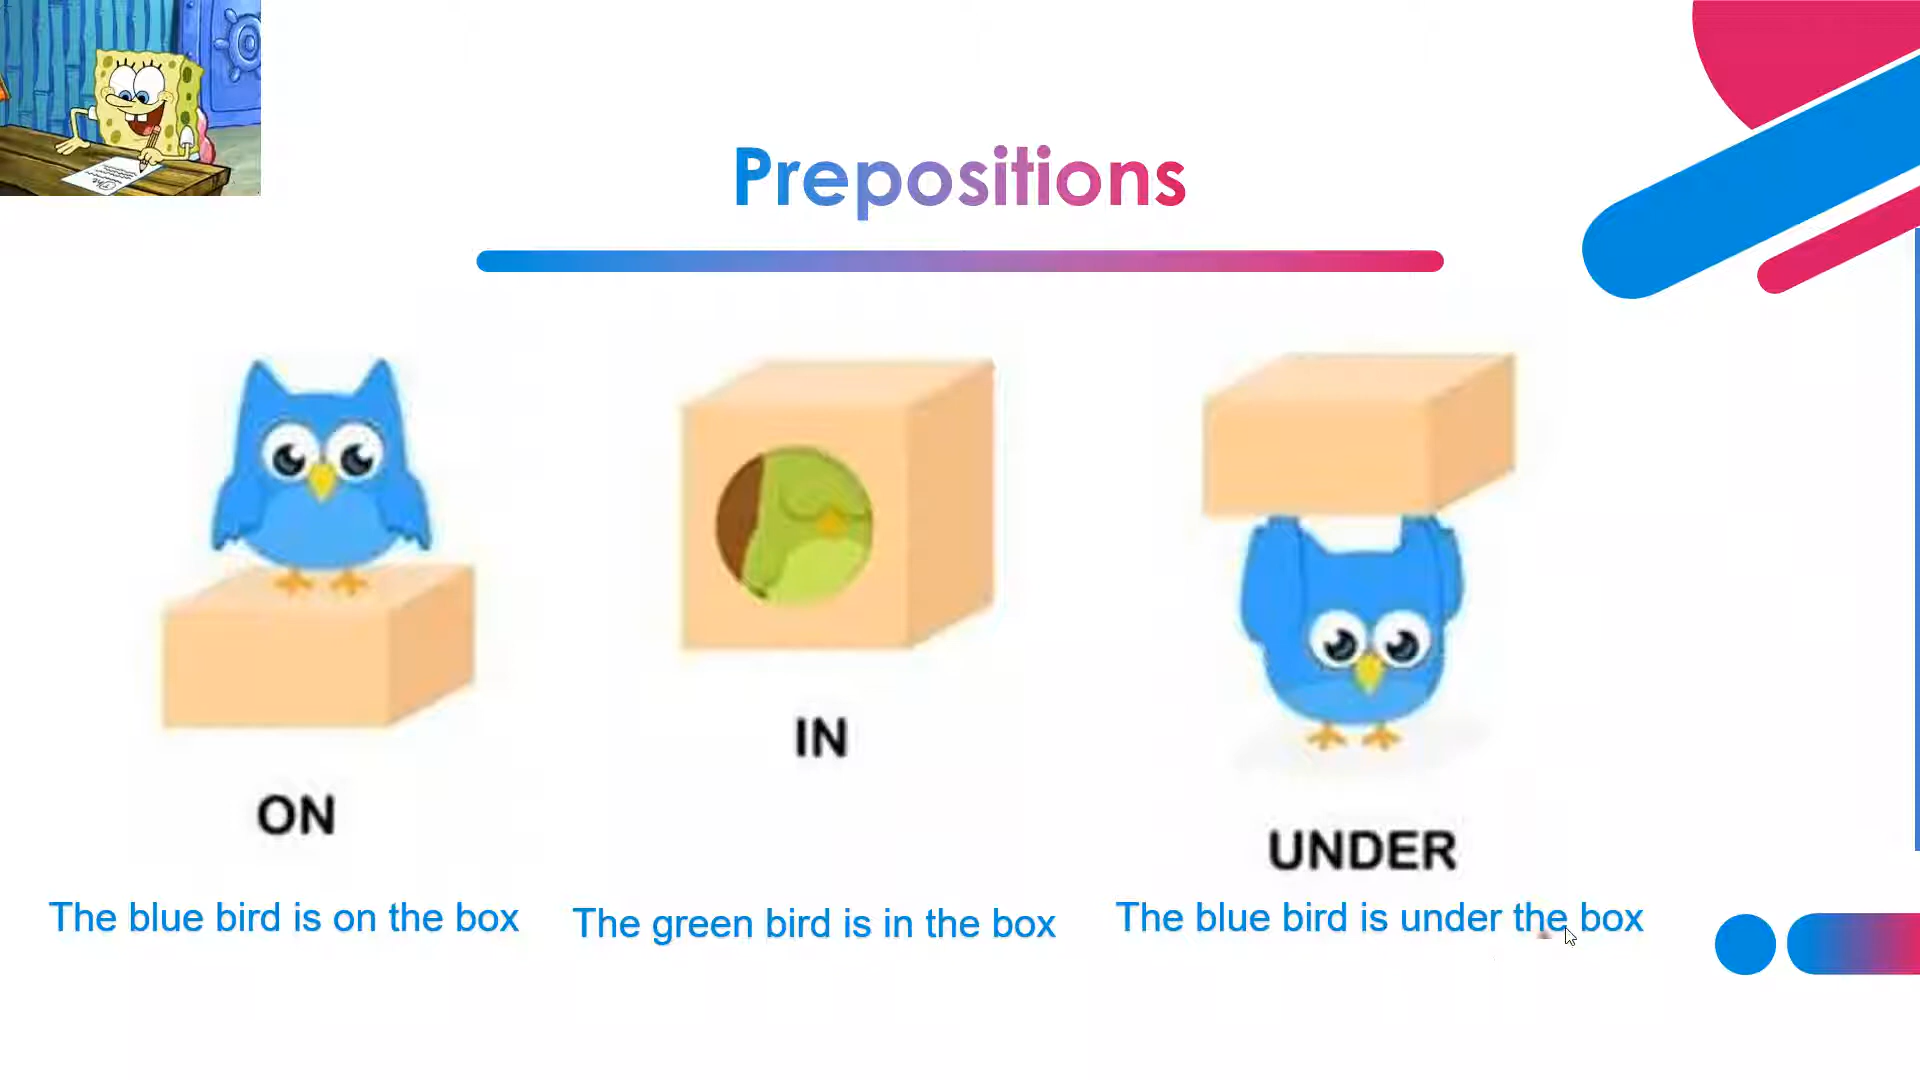 Prepositions
ON
IN
UNDER
The blue bird is on the box
The green bird is in the box
The blue bird is under the box